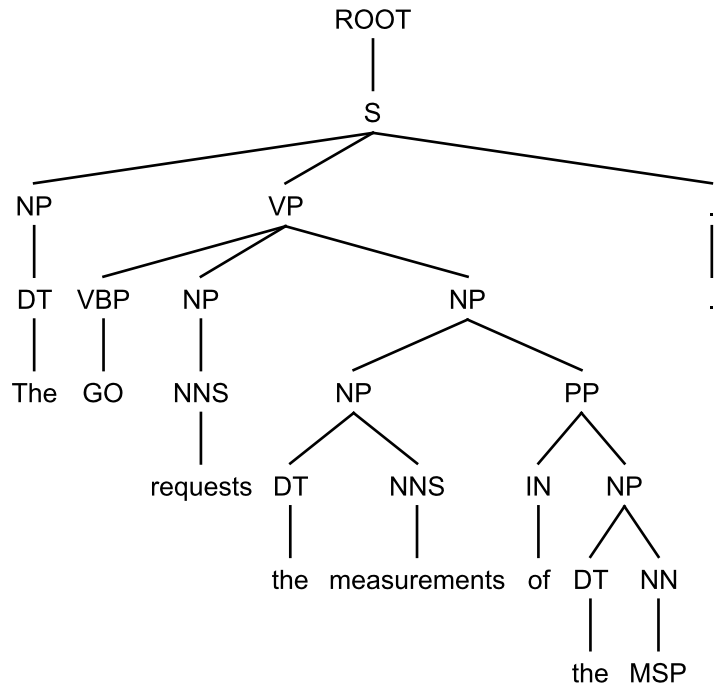 ROOT
S
NP VP .
DT VBP NP NP .
The GO NNS NP PP
requests DT NNS IN NP
the measurements of DT NN
the MSP